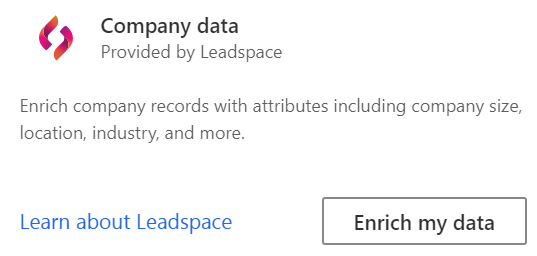 Company data
Provided by Leadspace
Enrich company records with attributes including company size,
location, industry, and more.
Learn about Leadspace
Enrich my data